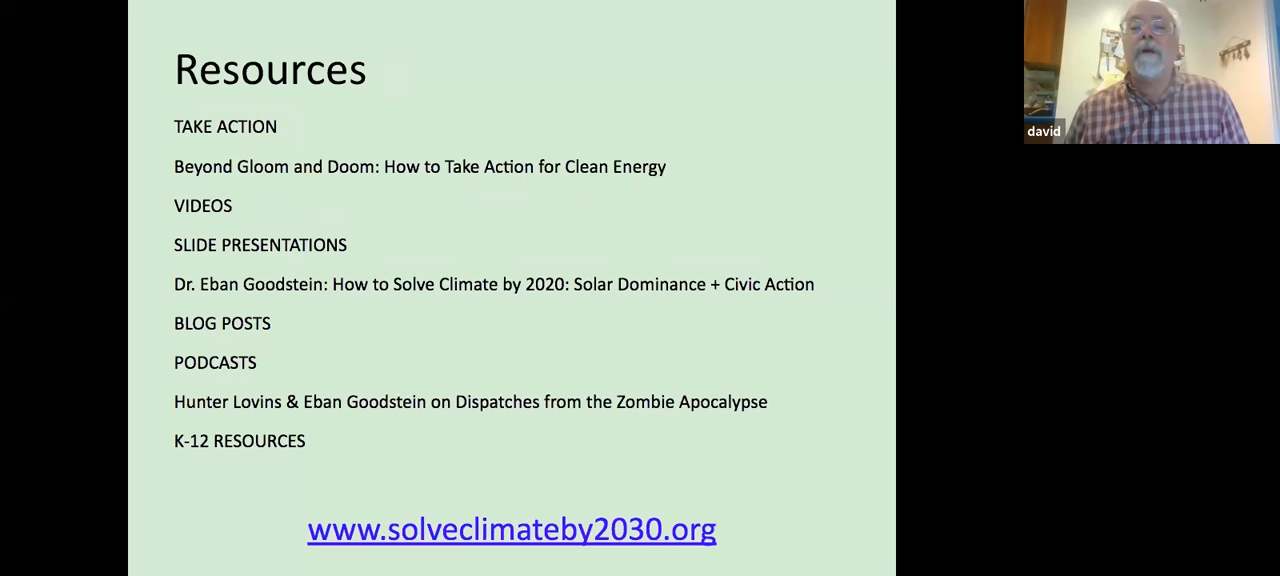 Resources
TAKE ACTION
Beyond Gloom and Doom: How to Take Action for Clean Energy
VIDEOS
SLIDE PRESENTATIONS
Dr. Eban Goodstein: How to Solve Climate by 2020: Solar Dominance + Civic Action
BLOG POSTS
PODCASTS
Hunter Lovins & Eban Goodstein on Dispatches from the Zombie Apocalypse
K-12 RESOURCES
www.solveclimateby2030.org
david